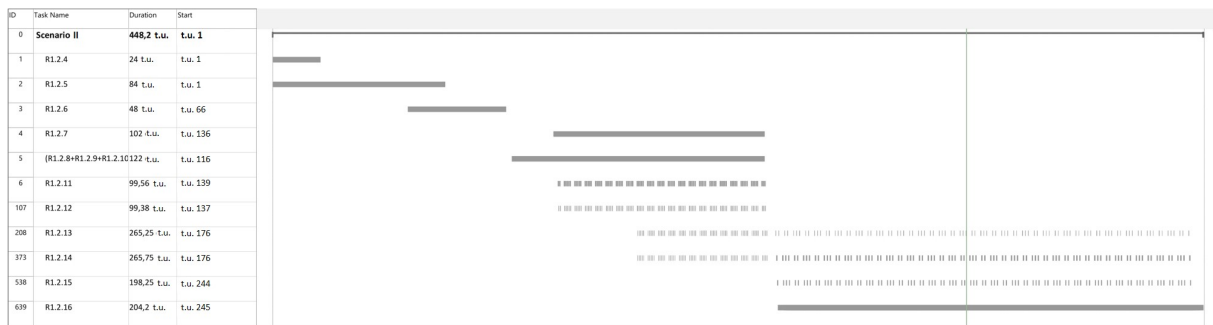 ID Task Name Duration Start
0 Scenario II 448,2 t.u. t.u. 1
1 R1.2.4 24 t.u. t.u. 1
2 R1.2.5 84 t.u. t.u. 1
3 R1.2.6 48 t.u. t.u. 66
4 R1.2.7 102 t.u. t.u. 136
5 (R1.2.8+R1.2.9+R1.2.10 122 t.u. t.u. 116
6 R1.2.11 99,56 t.u. t.u. 139
107 R1.2.12 99,38 t.u. t.u. 137
208 R1.2.13 265,25 t.u. t.u. 176
373 R1.2.14 265,75 t.u. t.u. 176
538 R1.2.15 198,25 t.u. t.u. 244
639 R1.2.16 204,2 t.u. t.u. 245